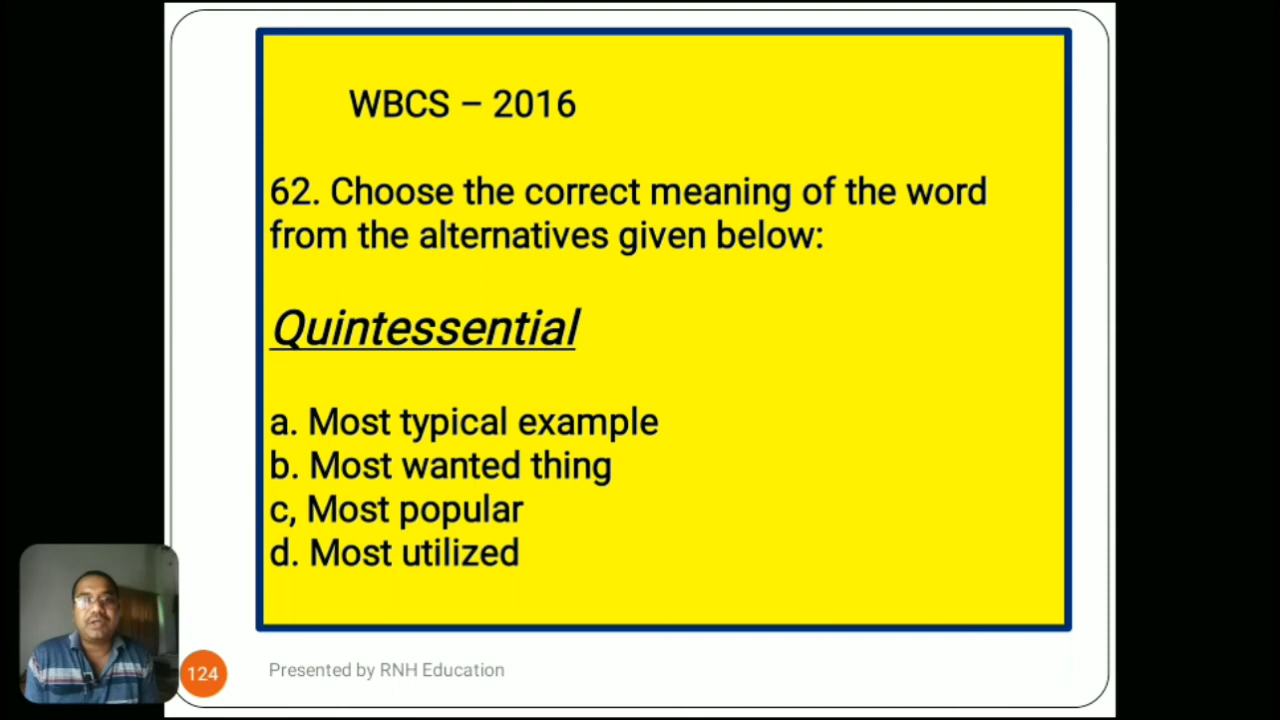 WBCS – 2016
62. Choose the correct meaning of the word
from the alternatives given below:
Quintessential
a. Most typical example
b. Most wanted thing
c, Most popular
d. Most utilized
124
Presented by RNH Education